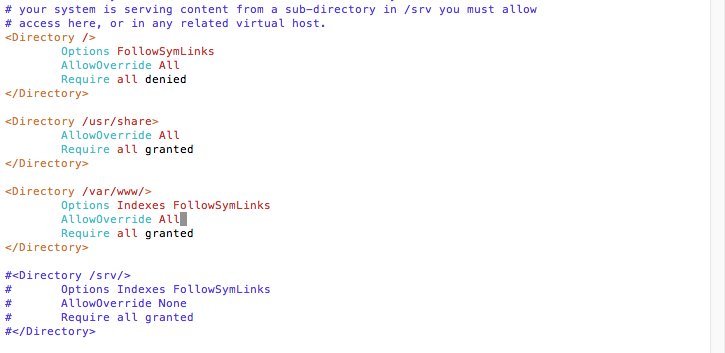 # your system is serving content from a sub-directory in /srv you must allow
# access here, or in any related virtual host.
<Directory />
        Options FollowSymLinks
        AllowOverride All
        Require all denied
</Directory>

<Directory /usr/share>
        AllowOverride All
        Require all granted
</Directory>

<Directory /var/www/>
        Options Indexes FollowSymLinks
        AllowOverride All
        Require all granted
</Directory>

#<Directory /srv/>
#       Options Indexes FollowSymLinks
#       AllowOverride None
#       Require all granted
#</Directory>